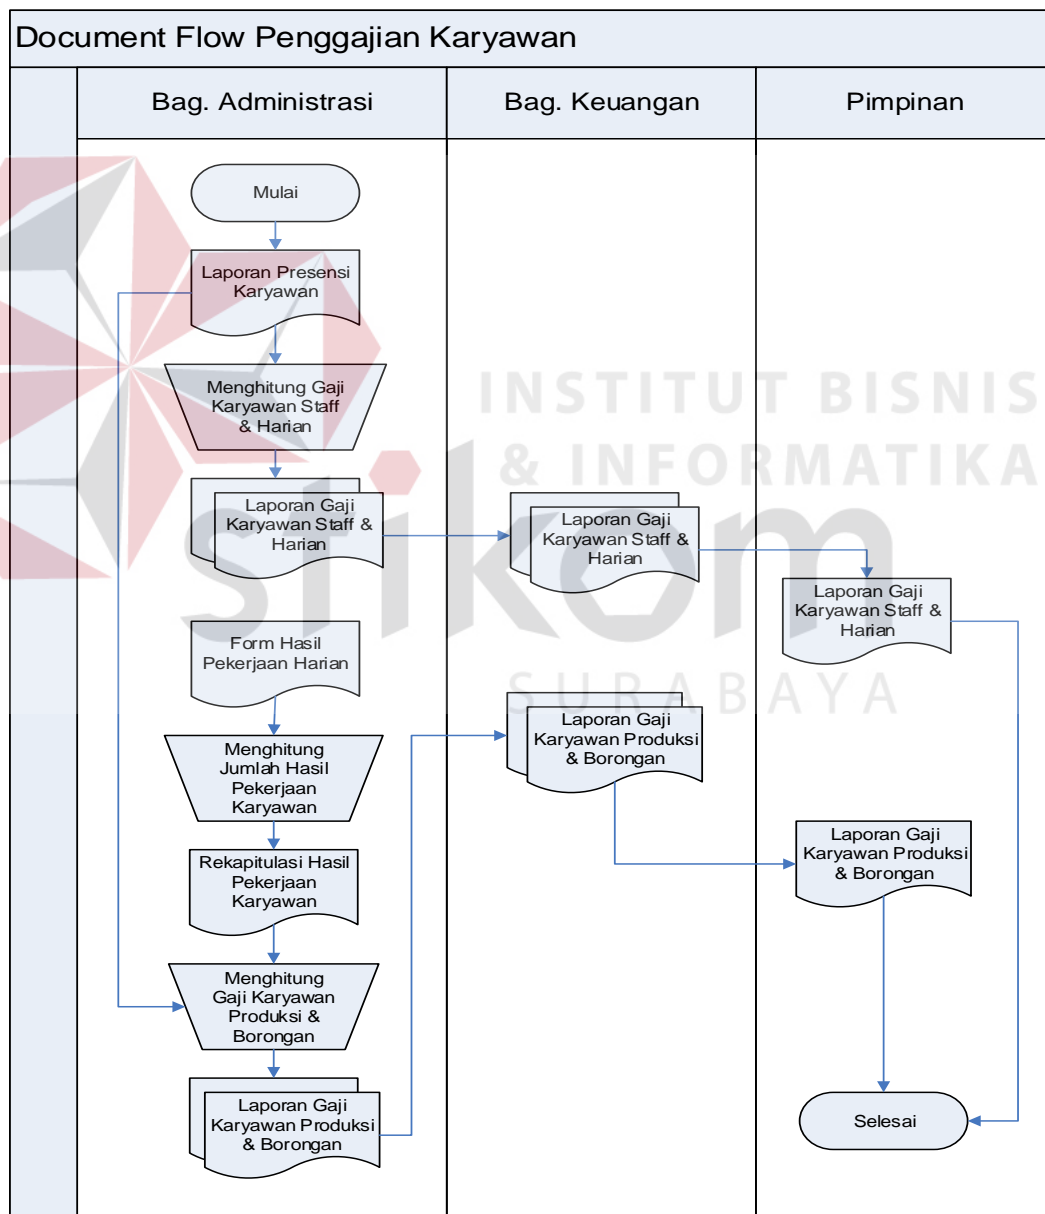 Document Flow Penggajian Karyawan
Bag. Administrasi
Bag. Keuangan
Pimpinan
Mulai
Laporan Presensi
Karyawan
Menghitung Gaji
Karyawan Staff
& Harian
Laporan Gaji
Karyawan Staff &
Harian
Laporan Gaji
Karyawan Staff &
Harian
Laporan Gaji
Karyawan Staff &
Harian
Form Hasil
Pekerjaan Harian
Menghitung
Jumlah Hasil
Pekerjaan
Karyawan
Laporan Gaji
Karyawan Produksi
& Borongan
Rekapitulasi Hasil
Pekerjaan
Karyawan
Laporan Gaji
Karyawan Produksi
& Borongan
Menghitung
Gaji Karyawan
Produksi &
Borongan
Laporan Gaji
Karyawan Produksi
& Borongan
Selesai
INSTITUT BISNIS
& INFORMATIKA
stikom
SURABAYA